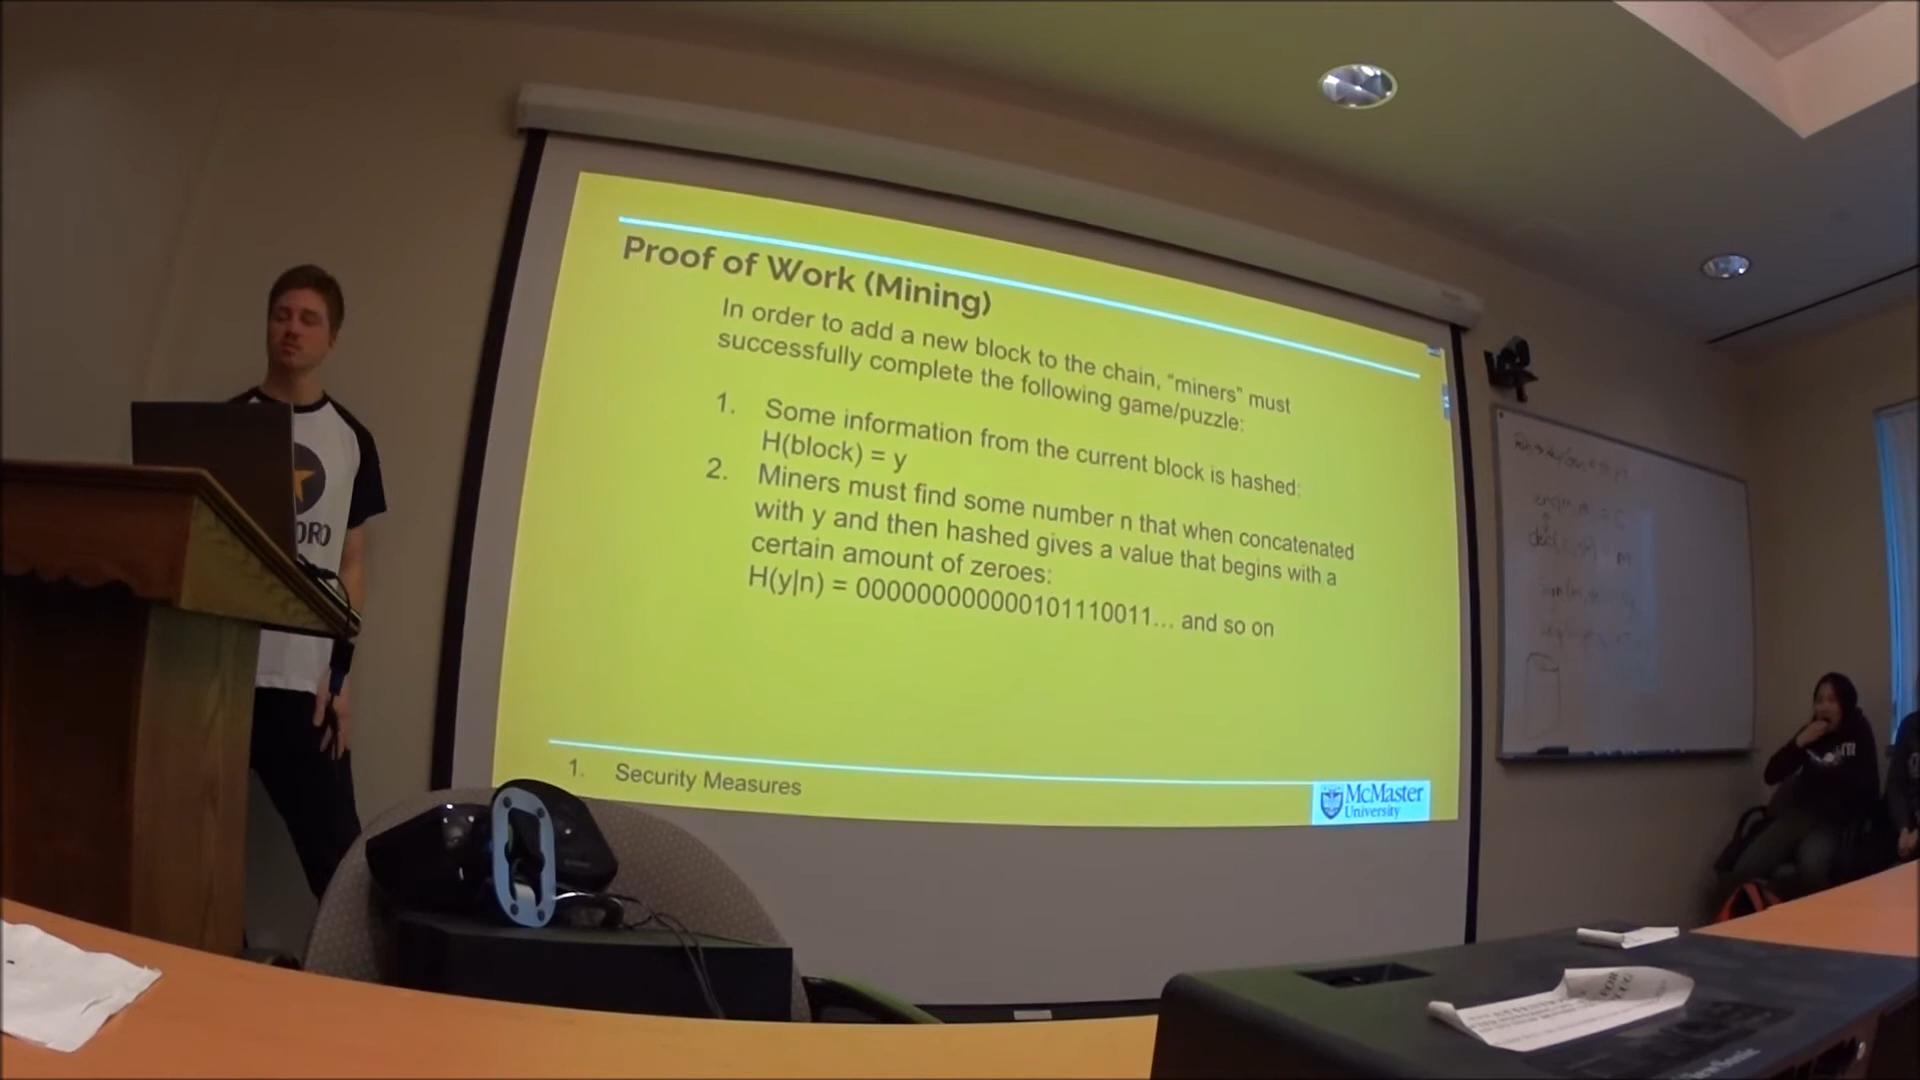 Proof of Work (Mining)
In order to add a new block to the chain, “miners” must
successfully complete the following game/puzzle:
1. Some information from the current block is hashed:
H(block) = y
2. Miners must find some number n that when concatenated
with y and then hashed gives a value that begins with a
certain amount of zeroes:
H(y|n) = 000000000000101110011... and so on
1. Security Measures
McMaster
University
ORO